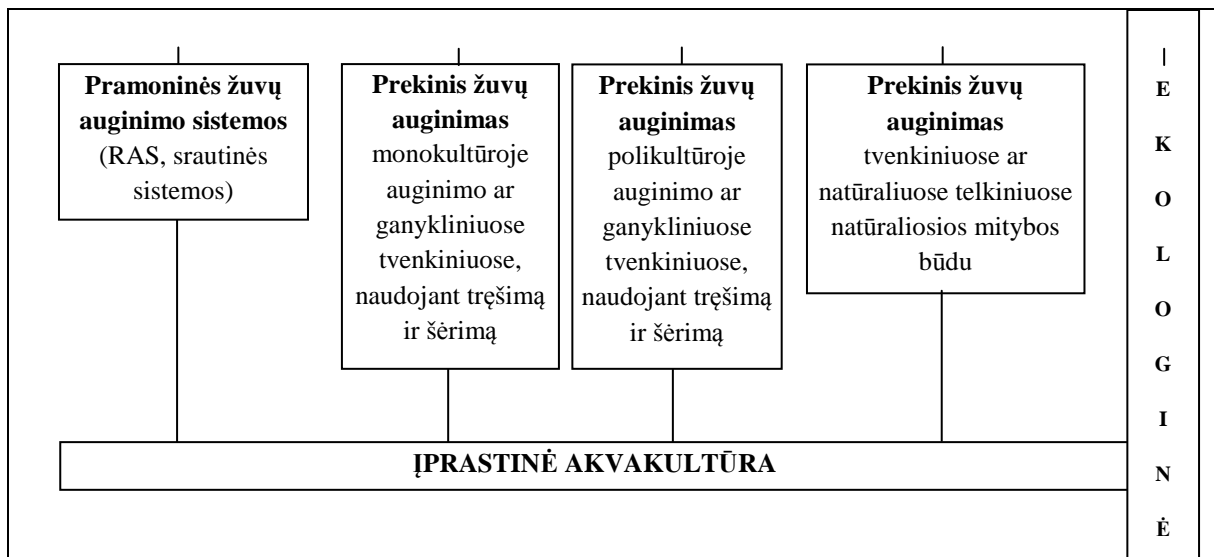 Pramoninės žuvų
auginimo sistemos
(RAS, srautinės
sistemos)
Prekinis žuvų
auginimas
monokultūroje
auginimo ar
ganykliniuose
tvenkiniuose,
naudojant tręšimą
ir šėrimą
Prekinis žuvų
auginimas
polikultūroje
auginimo ar
ganykliniuose
tvenkiniuose,
naudojant tręšimą
ir šėrimą
Prekinis žuvų
auginimas
tvenkiniuose ar
natūraliuose telkiniuose
natūraliosios mitybos
būdu
ĮPRASTINĖ AKVAKULTŪRA
E
K
O
L
O
G
I
N
Ė